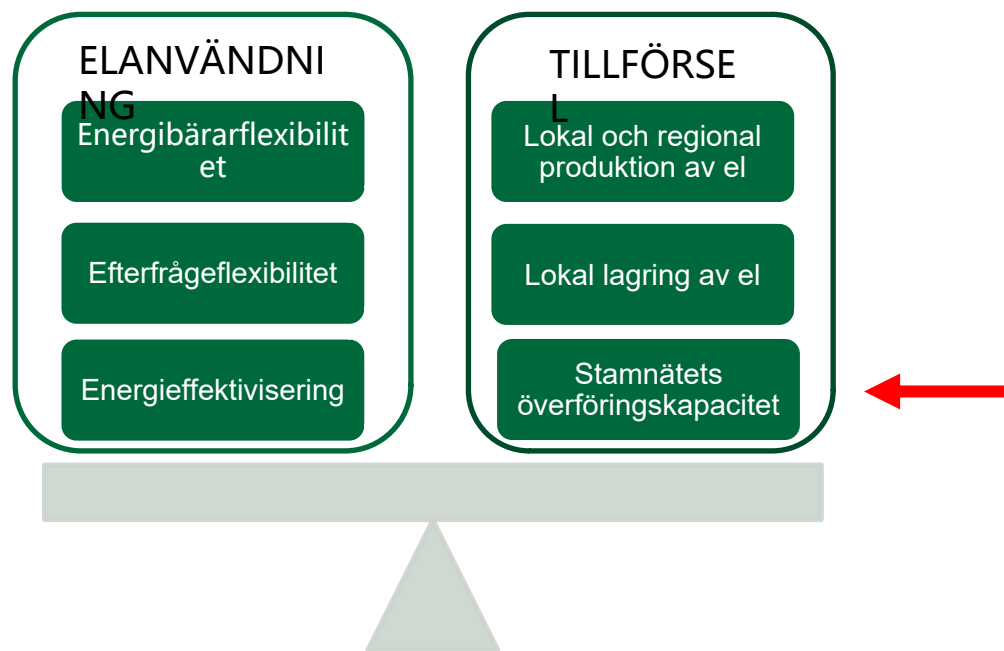 ELANVÄNDNI
NG
Energibärarflexibilit
et
Efterfrågeflexibilitet
Energieffektivisering
TILLFÖRSE
L
Lokal och regional
produktion av el
Lokal lagring av el
Stamnätets
överföringskapacitet